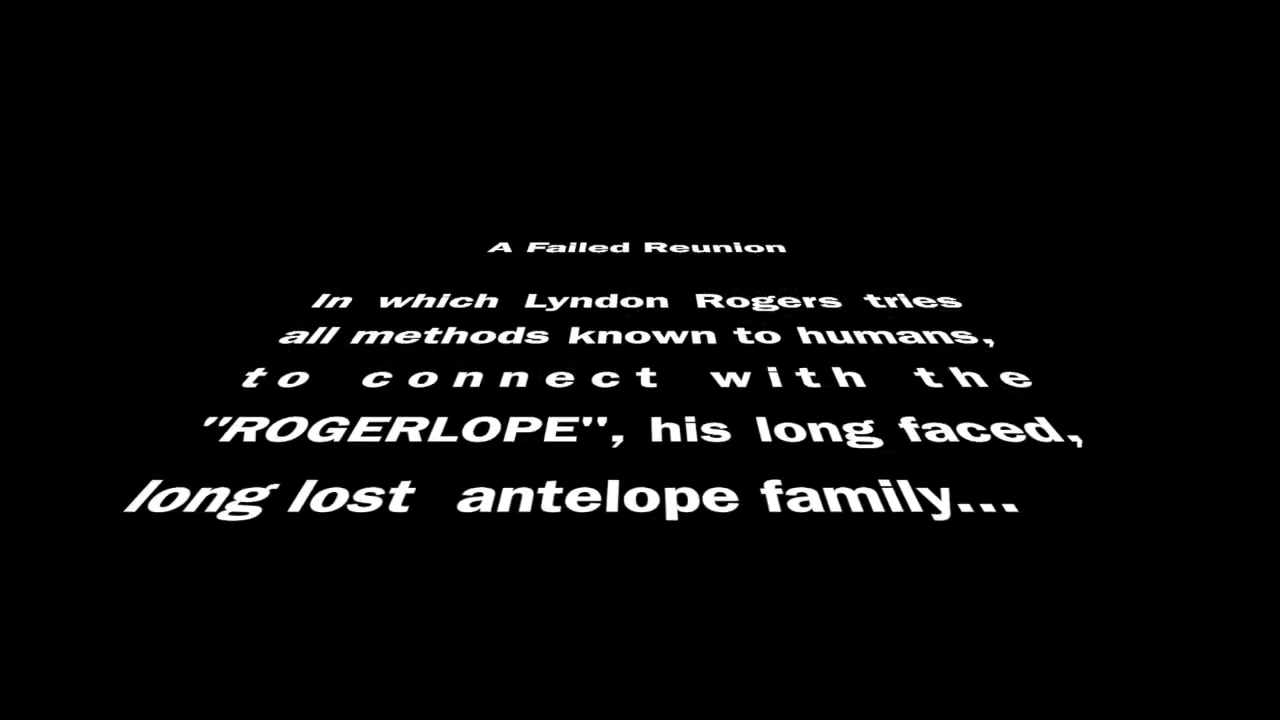 A Failed Reunion
In which Lyndon Rogers tries
all methods known to humans,
to connect with the
"ROGERLOPE", his long faced,
long lost antelope family...